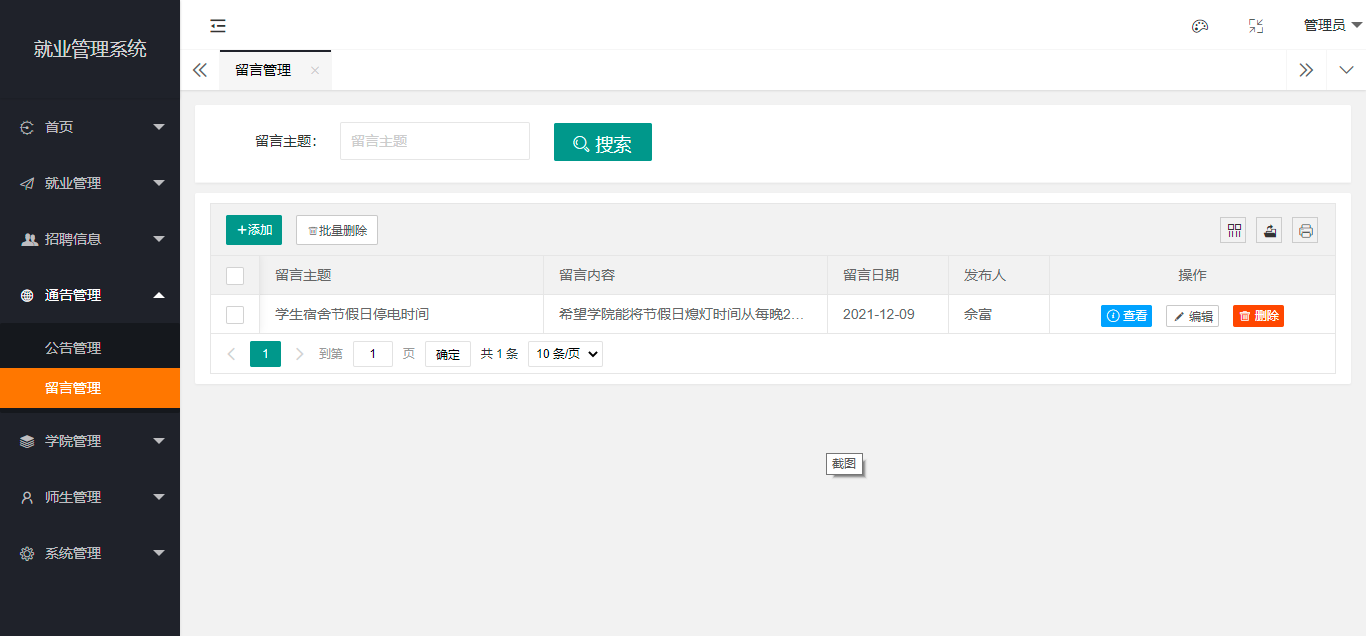 就业管理系统
管理员
留言管理
首页
就业管理
招聘信息
通告管理
公告管理
留言管理
学院管理
师生管理
系统管理
留言主题： 留言主题 搜索
添加 批量删除
留言主题 留言内容 留言日期 发布人 操作
学生宿舍节假日停电时间 希望学院能将节假日熄灯时间从每晚2... 2021-12-09 余富 查看 编辑 删除
1 到第 1 页 确定 共 1 条 10 条/页
截图